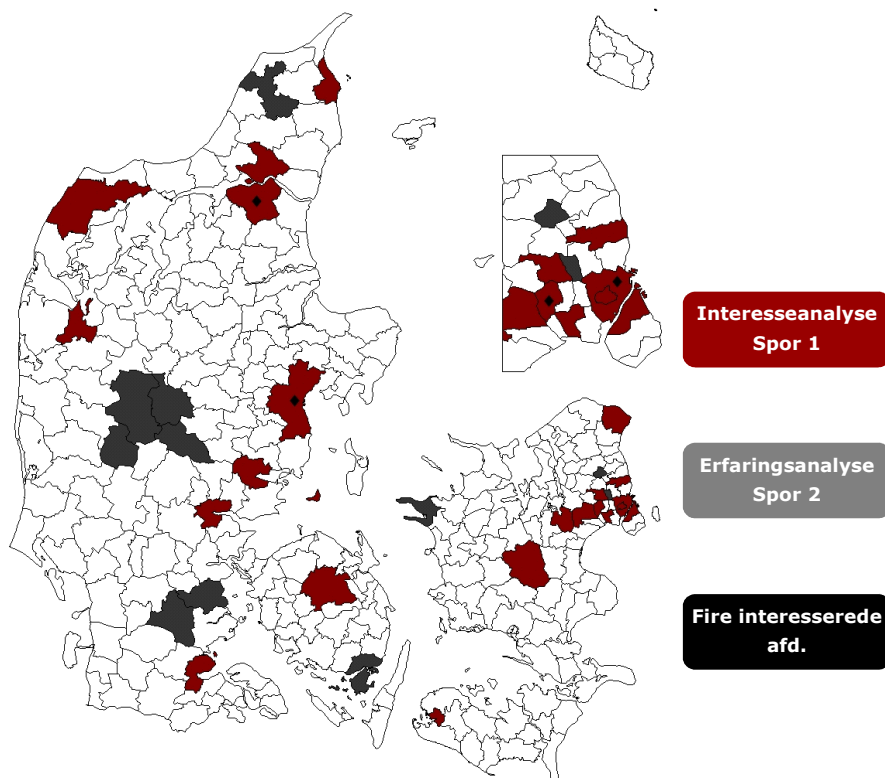 Interesseanalyse
Spor 1
Erfaringsanalyse
Spor 2
Fire interesserede
afd.